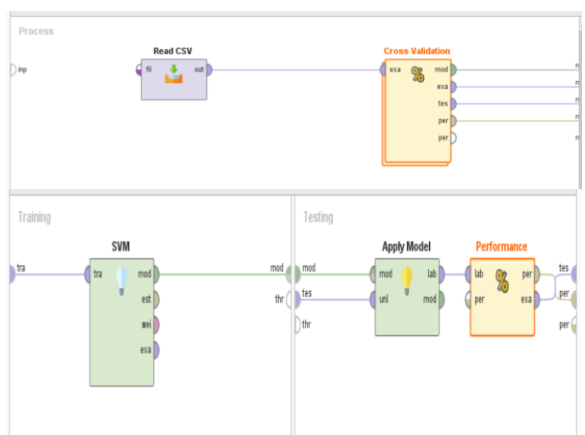 Process
Read CSV
Cross Validation
inp
fil out
exa mod
exa
tes
per
per
Training
Testing
SVM
Apply Model
Performance
tra
tra mod
mod
mod
mod lab
lab per
tes
est
thr
tes
unl mod
per exa
per
wei
thr
per
exa